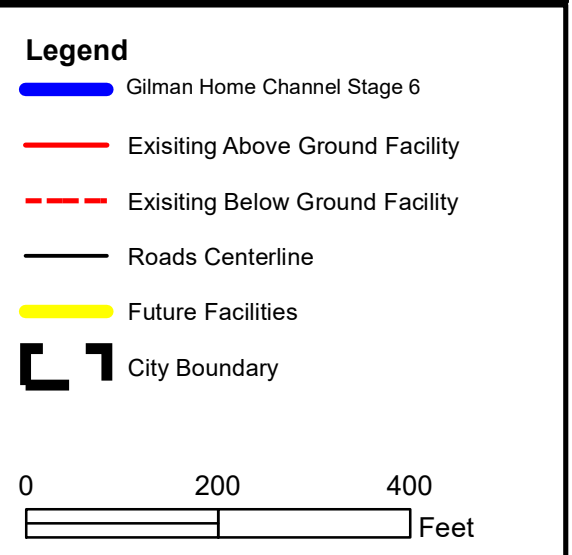 Legend
Gilman Home Channel Stage 6
Exisiting Above Ground Facility
Exisiting Below Ground Facility
Roads Centerline
Future Facilities
City Boundary
0 200 400
Feet